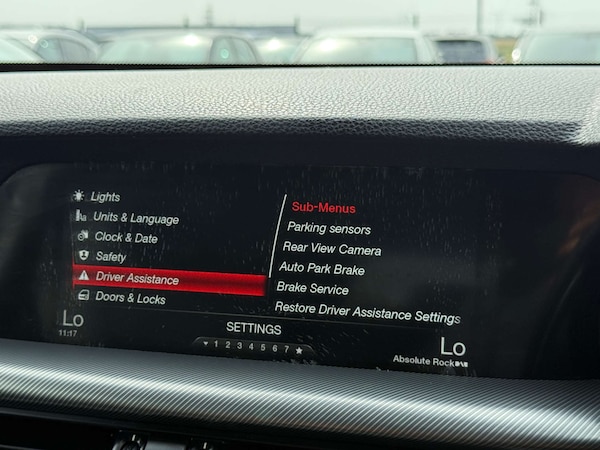 Lights
Units & Language
Clock & Date
Safety
Driver Assistance
Doors & Locks
Sub-Menus
Parking sensors
Rear View Camera
Auto Park Brake
Brake Service
Restore Driver Assistance Settings
Lo
11:17
SETTINGS
1 2 3 4 5 6 7
Lo
Absolute Rock